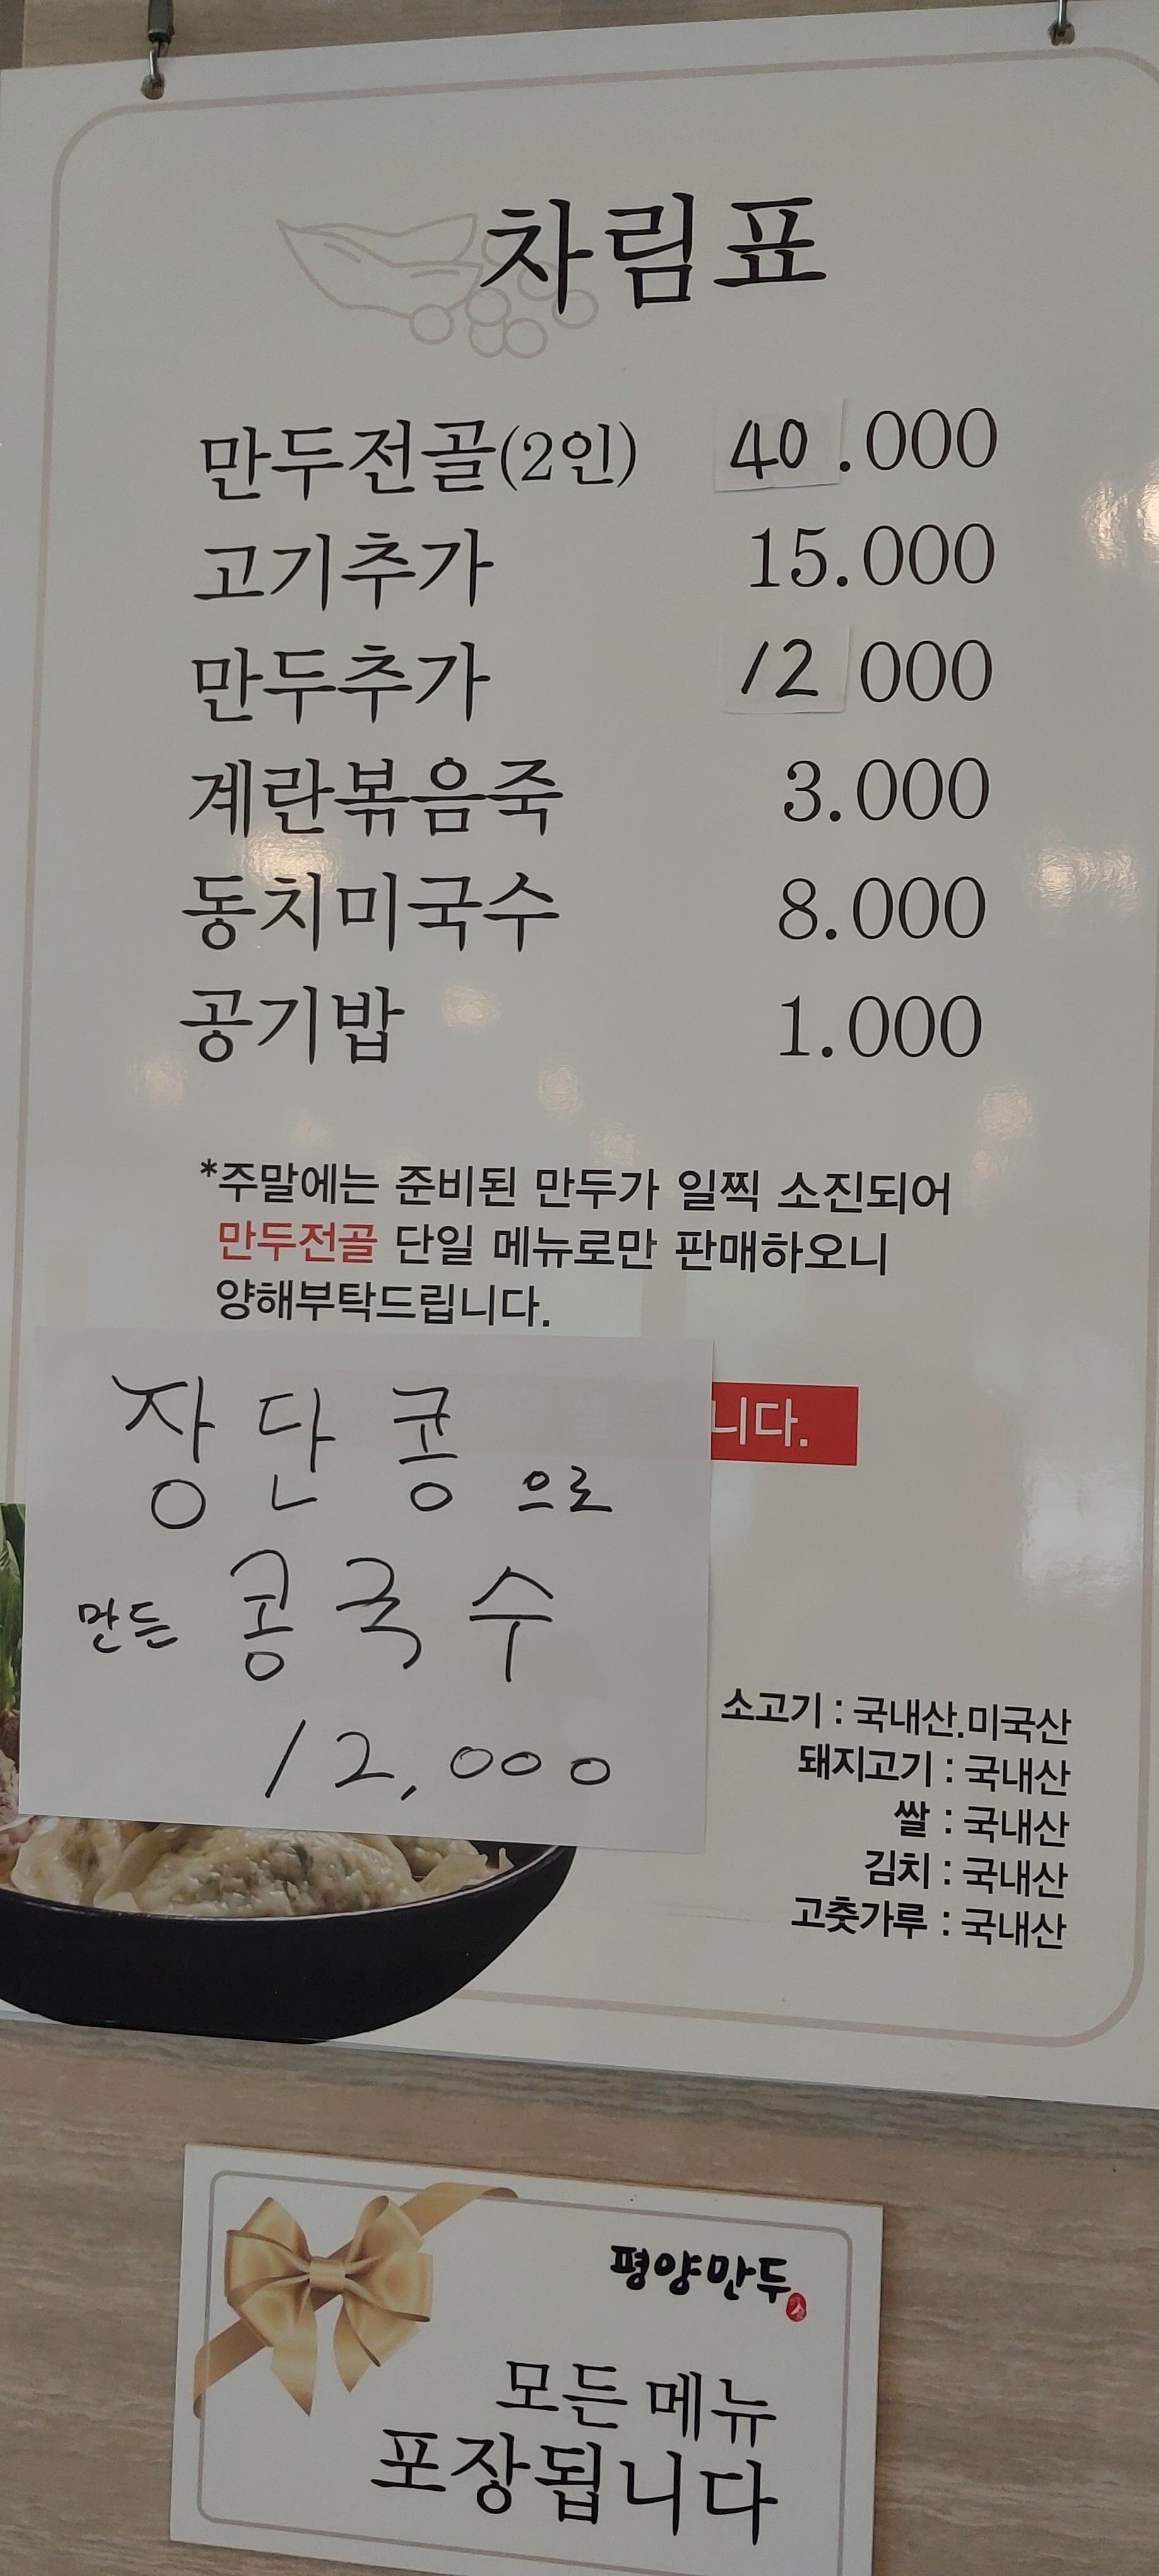 차림표
만두전골(2인) 40.000
고기추가 15.000
만두추가 12 000
계란볶음죽 3.000
동치미국수 8.000
공기밥 1.000
*주말에는 준비된 만두가 일찍 소진되어
만두전골 단일 메뉴로만 판매하오니
양해부탁드립니다.
니다.
장단콩으로
만든 콩국수
12,000
소고기 : 국내산.미국산
돼지고기 : 국내산
쌀 : 국내산
김치 : 국내산
고춧가루 : 국내산
평양만두
모든 메뉴
포장됩니다